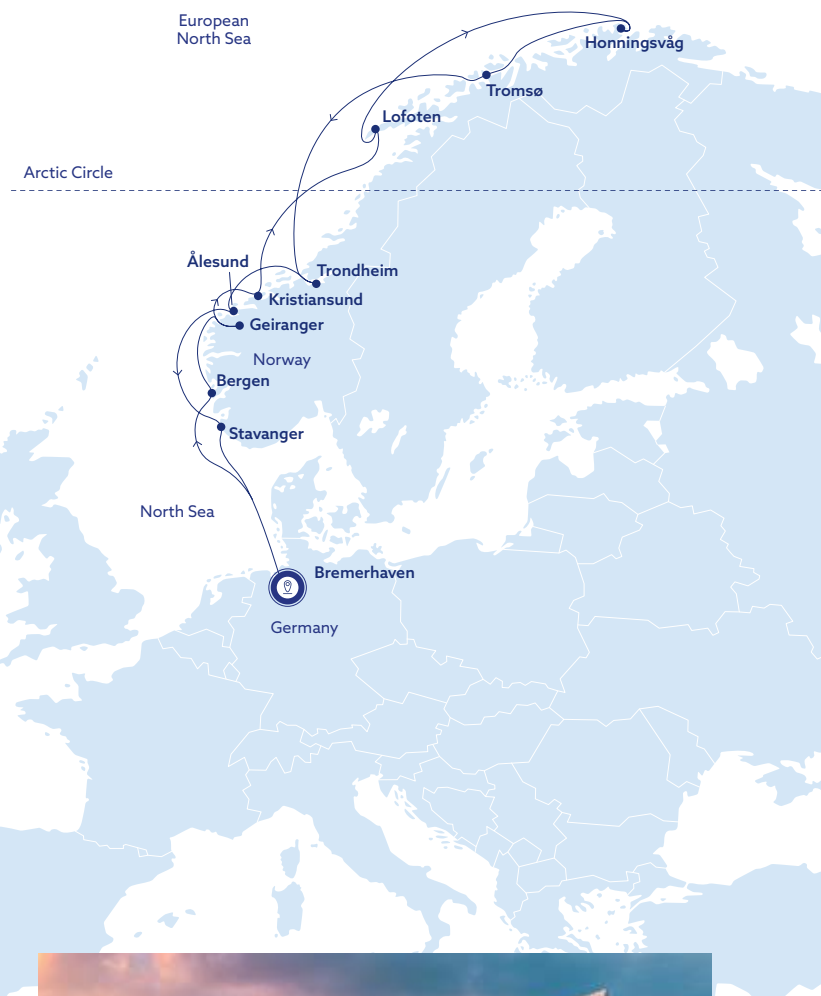 European
North Sea
Honningsvåg
Tromsø
Lofoten
Arctic Circle
Ålesund
Trondheim
Kristiansund
Geiranger
Norway
Bergen
Stavanger
North Sea
Bremerhaven
Germany